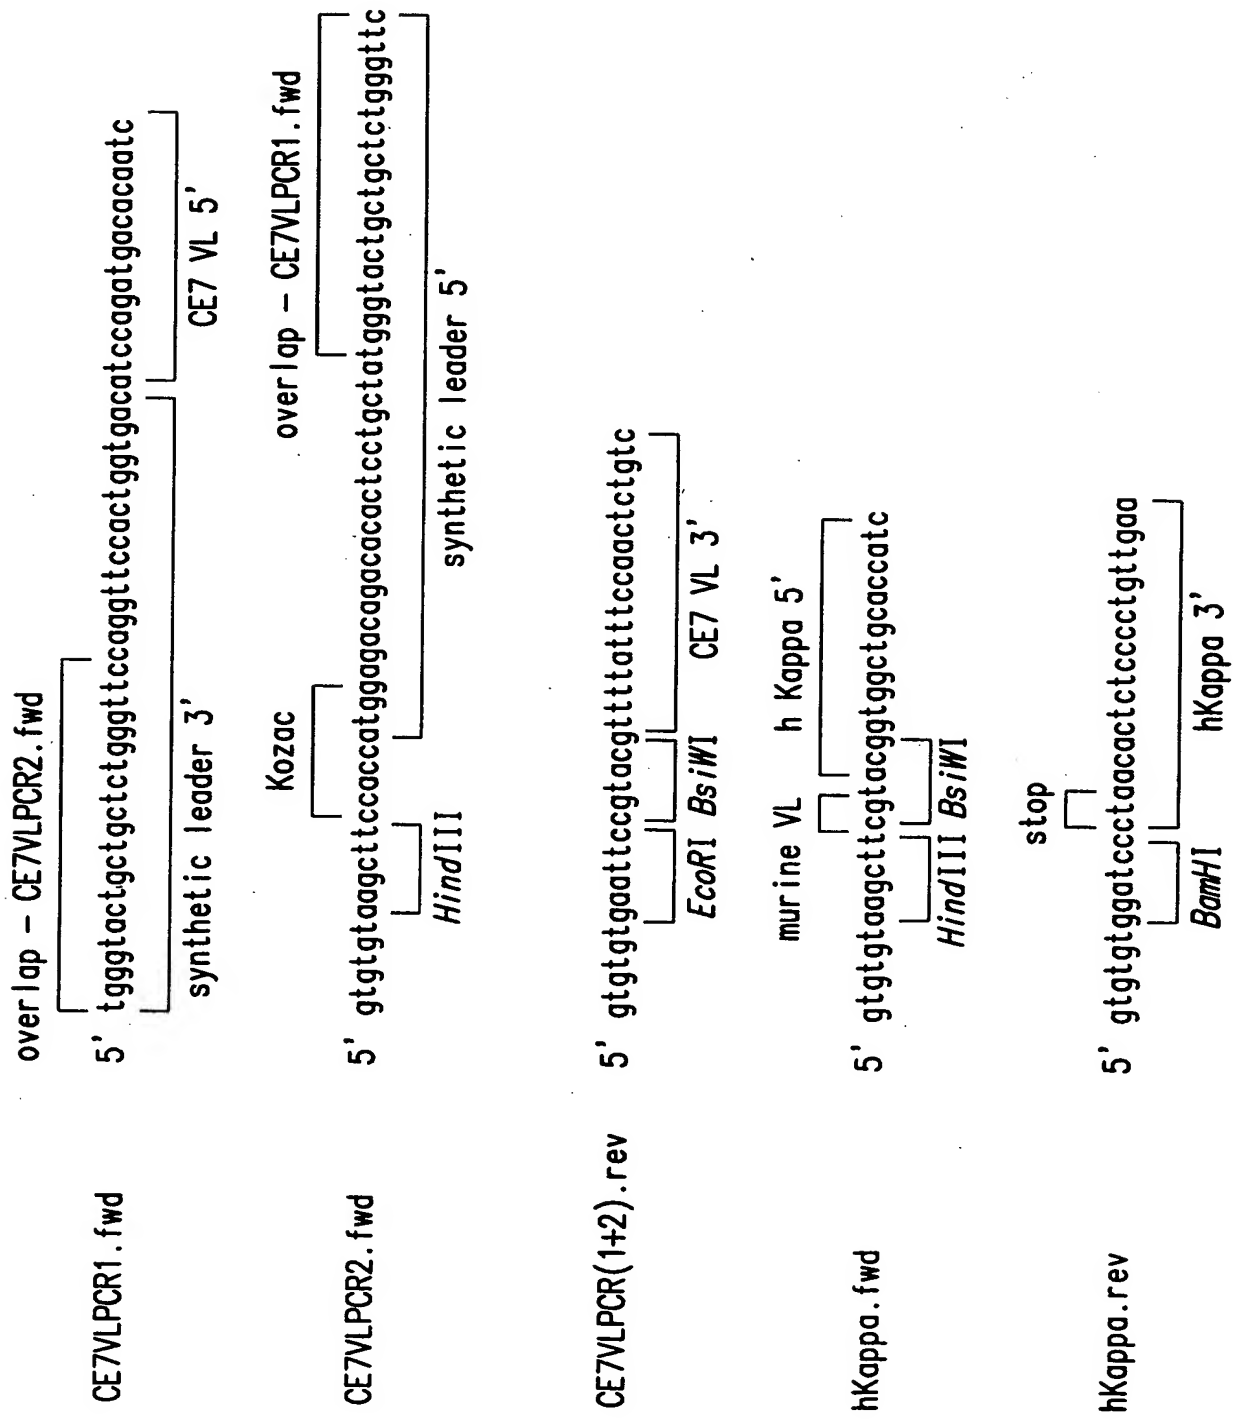 overlap – CE7VLPCR2.fwd
CE7VLPCR1.fwd 5' tgggtactgctgctctgggttccaggttccactggtgacatccagatgacacaatc
synthetic leader 3' CE7 VL 5'
Kozac overlap – CE7VLPCR1.fwd
CE7VLPCR2.fwd 5' gtgtgtaagcttccaccatggagacagacacactcctgctatgggtactgctgctctgggttc
HindIII synthetic leader 5'
CE7VLPCR(1+2).rev 5' gtgtgtgaattccgtacgttttatttccaactctgtc
EcoRI BsiWI CE7 VL 3'
murine VL h Kappa 5'
hKappa.fwd 5' gtgtgtaagcttcgtacggtggctgcaccatc
HindIII BsiWI
stop
hKappa.rev 5' gtgtgtggatccctaacactctcccctgttgaa
BamHI hKappa 3'